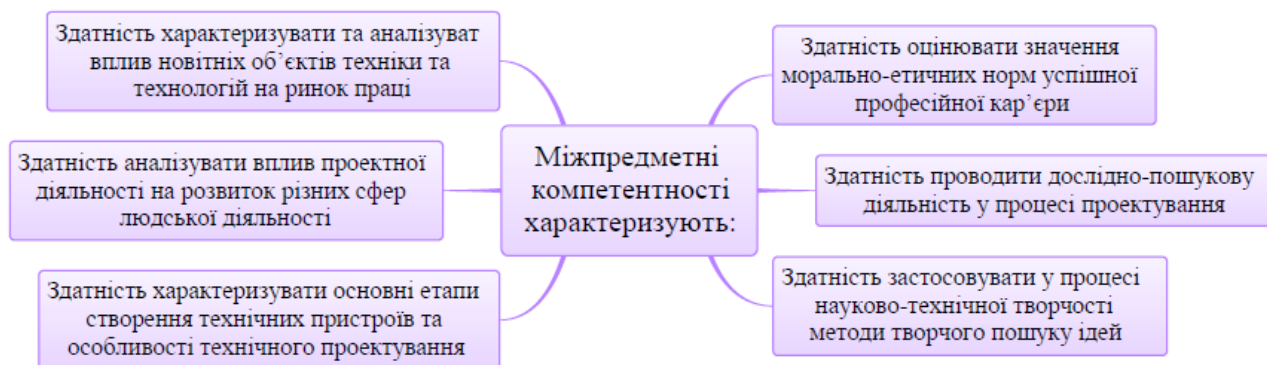 Здатність характеризувати та аналізуват
вплив новітніх об’єктів техніки та
технологій на ринок праці
Здатність аналізувати вплив проектної
діяльності на розвиток різних сфер
людської діяльності
Здатність характеризувати основні етапи
створення технічних пристроїв та
особливості технічного проектування
Міжпредметні
компетентності
характеризують:
Здатність оцінювати значення
морально-етичних норм успішної
професійної кар’єри
Здатність проводити дослідно-пошукову
діяльність у процесі проектування
Здатність застосовувати у процесі
науково-технічної творчості
методи творчого пошуку ідей